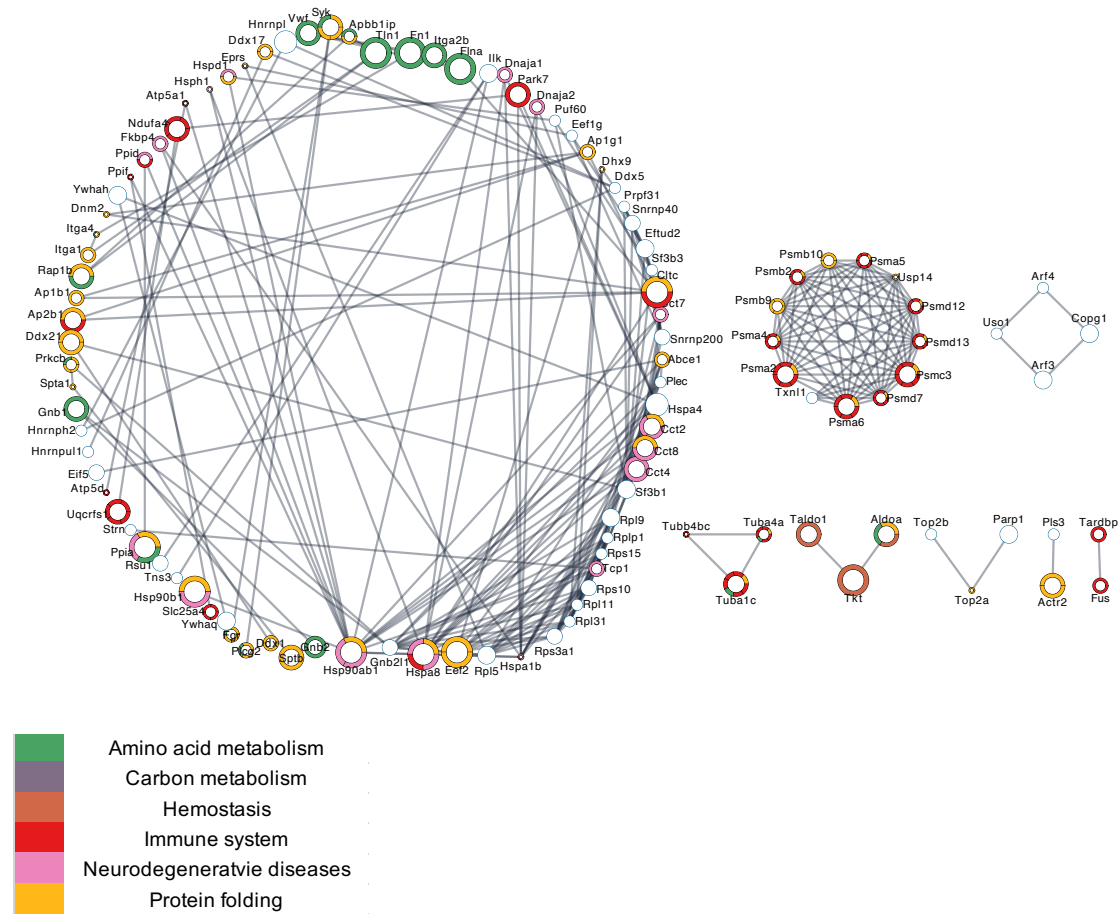 Syk
Vwf
Hnrnpl
Apbb1ip
Tln1
Fn1
Itga2b
Flna
Ilk
Dnaja1
Park7
Dnaja2
Puf60
Eef1g
Ap1g1
Dhx9
Ddx5
Prpf31
Snrnp40
Eftud2
Sf3b3
Cltc
Cct7
Snrnp200
Abce1
Plec
Hspa4
Cct2
Cct8
Cct4
Sf3b1
Rpl9
Rplp1
Rps15
Tcp1
Rps10
Rpl11
Rpl31
Rps3a1
Hspa1b
Rpl5
Eef2
Hspa8
Gnb2l1
Hsp90ab1
Gnb2
Sptb
Ddx1
Plcg2
Fgr
Ywhaq
Slc25a4
Hsp90b1
Tns3
Rsu1
Ppia
Strn
Uqcrfs1
Atp5d
Eif5
Hnrnpul1
Hnrnph2
Gnb1
Spta1
Prkcb
Ddx21
Ap2b1
Ap1b1
Rap1b
Itga1
Itga4
Dnm2
Ywhah
Ppif
Ppid
Fkbp4
Ndufa4
Atp5a1
Hsph1
Hspd1
Eprs
Ddx17
Psmb10
Psma5
Psmb2
Usp14
Psmb9
Psmd12
Psma4
Psmd13
Psma2
Psmc3
Txnl1
Psmd7
Psma6
Arf4
Uso1
Copg1
Arf3
Tubb4bc
Tuba4a
Tuba1c
Taldo1
Aldoa
Tkt
Top2b
Parp1
Top2a
Pls3
Actr2
Tardbp
Fus
Amino acid metabolism
Carbon metabolism
Hemostasis
Immune system
Neurodegeneratvie diseases
Protein folding